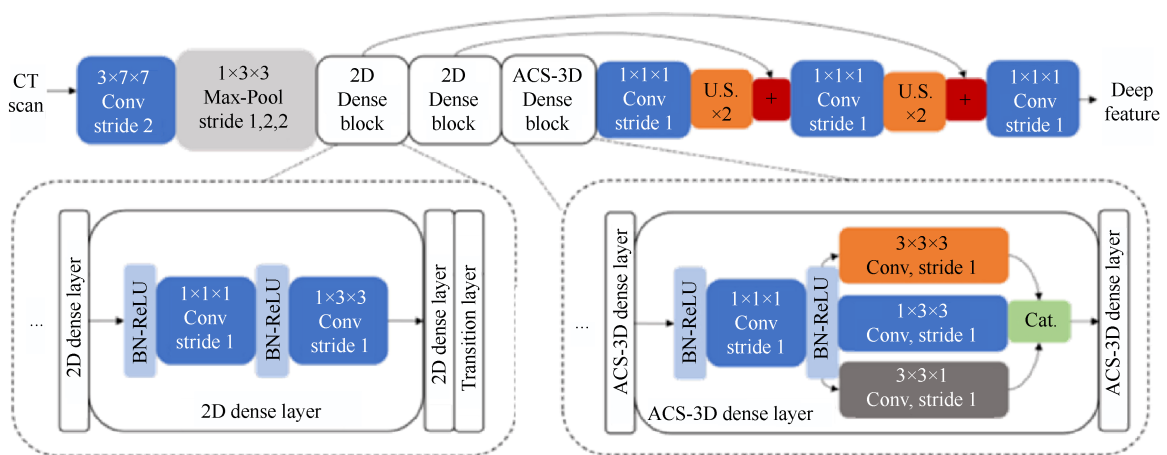 CT
scan
3×7×7
Conv
stride 2
1×3×3
Max-Pool
stride 1,2,2
2D
Dense
block
2D
Dense
block
ACS-3D
Dense
block
1×1×1
Conv
stride 1
U.S.
×2
+
1×1×1
Conv
stride 1
U.S.
×2
+
1×1×1
Conv
stride 1
Deep
feature
...
2D dense layer
BN-ReLU
1×1×1
Conv
stride 1
BN-ReLU
1×3×3
Conv
stride 1
2D dense layer
2D dense layer
Transition layer
...
ACS-3D dense layer
BN-ReLU
1×1×1
Conv
stride 1
BN-ReLU
3×3×3
Conv, stride 1
1×3×3
Conv, stride 1
3×3×1
Conv, stride 1
Cat.
ACS-3D dense layer
ACS-3D dense layer